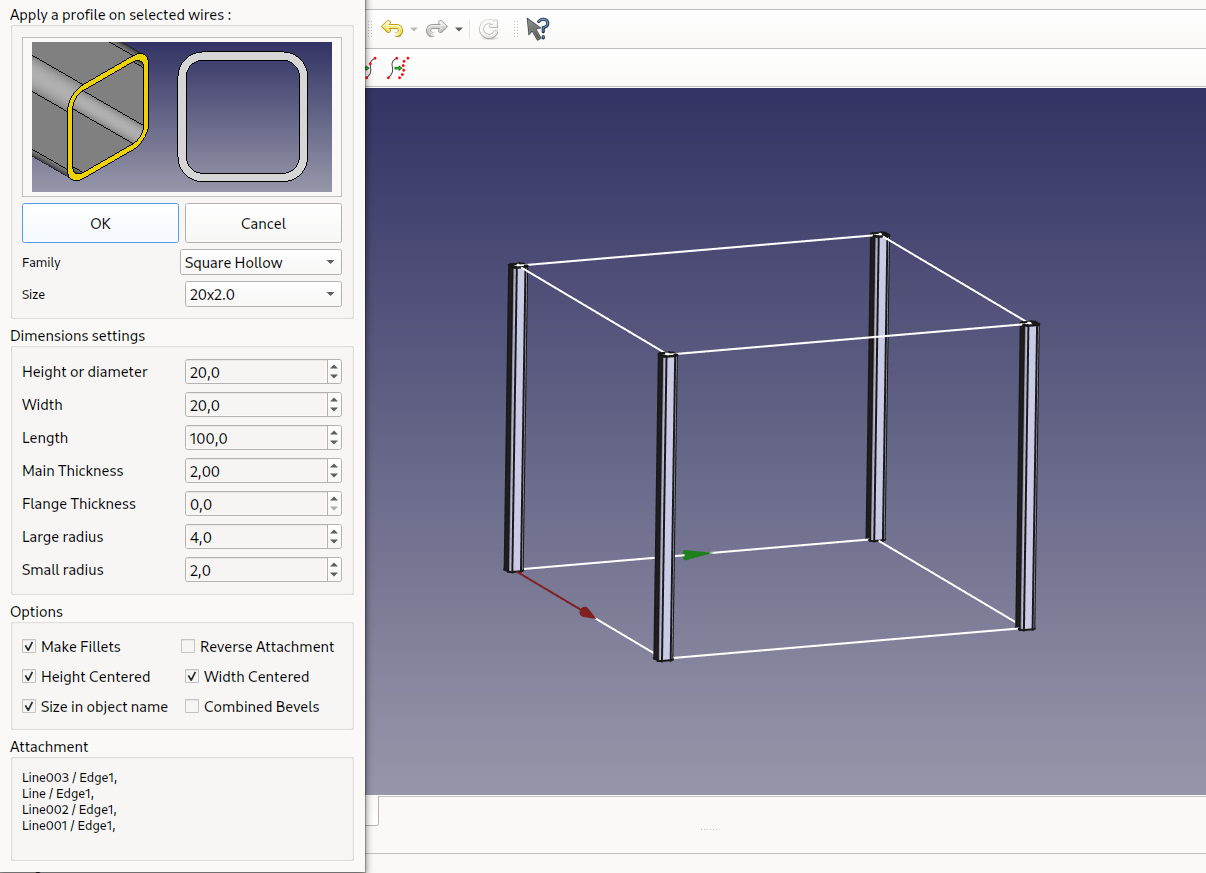 Apply a profile on selected wires :
OK Cancel
Family Square Hollow
Size 20x2.0
Dimensions settings
Height or diameter 20,0
Width 20,0
Length 100,0
Main Thickness 2,00
Flange Thickness 0,0
Large radius 4,0
Small radius 2,0
Options
Make Fillets Reverse Attachment
Height Centered Width Centered
Size in object name Combined Bevels
Attachment
Line003 / Edge1,
Line / Edge1,
Line002 / Edge1,
Line001 / Edge1,